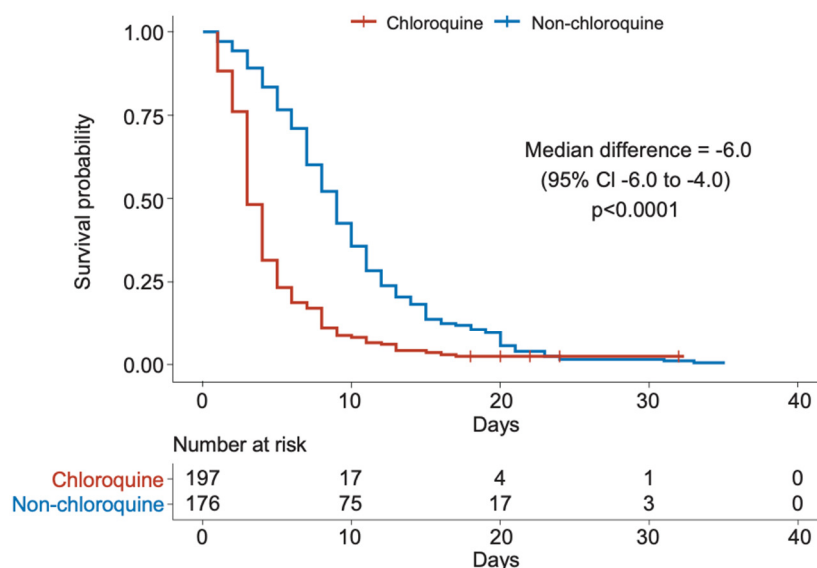 Chloroquine Non-chloroquine
1.00
0.75
0.50
0.25
0.00
Survival probability
Median difference = -6.0
(95% CI -6.0 to -4.0)
p<0.0001
0 10 20 30 40
Days
Number at risk
Chloroquine 197 17 4 1 0
Non-chloroquine 176 75 17 3 0
0 10 20 30 40
Days